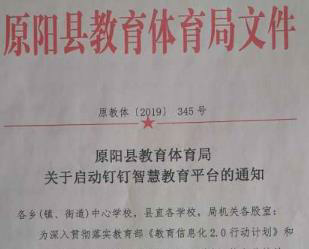 原阳县教育体育局文件
原教体〔2019〕 345 号
原阳县教育体育局
关于启动钉钉智慧教育平台的通知
各乡(镇、街道)中心学校，县直各学校，局机关各股室：
为深入贯彻落实教育部《教育信息化2.0行动计划》和